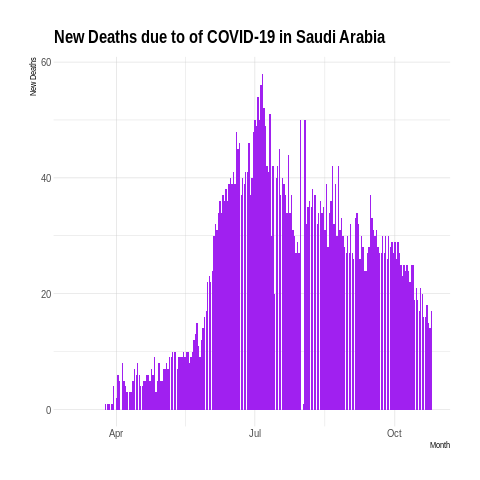 New Deaths due to of COVID-19 in Saudi Arabia
New Deaths
60
40
20
0
Apr
Jul
Oct
Month